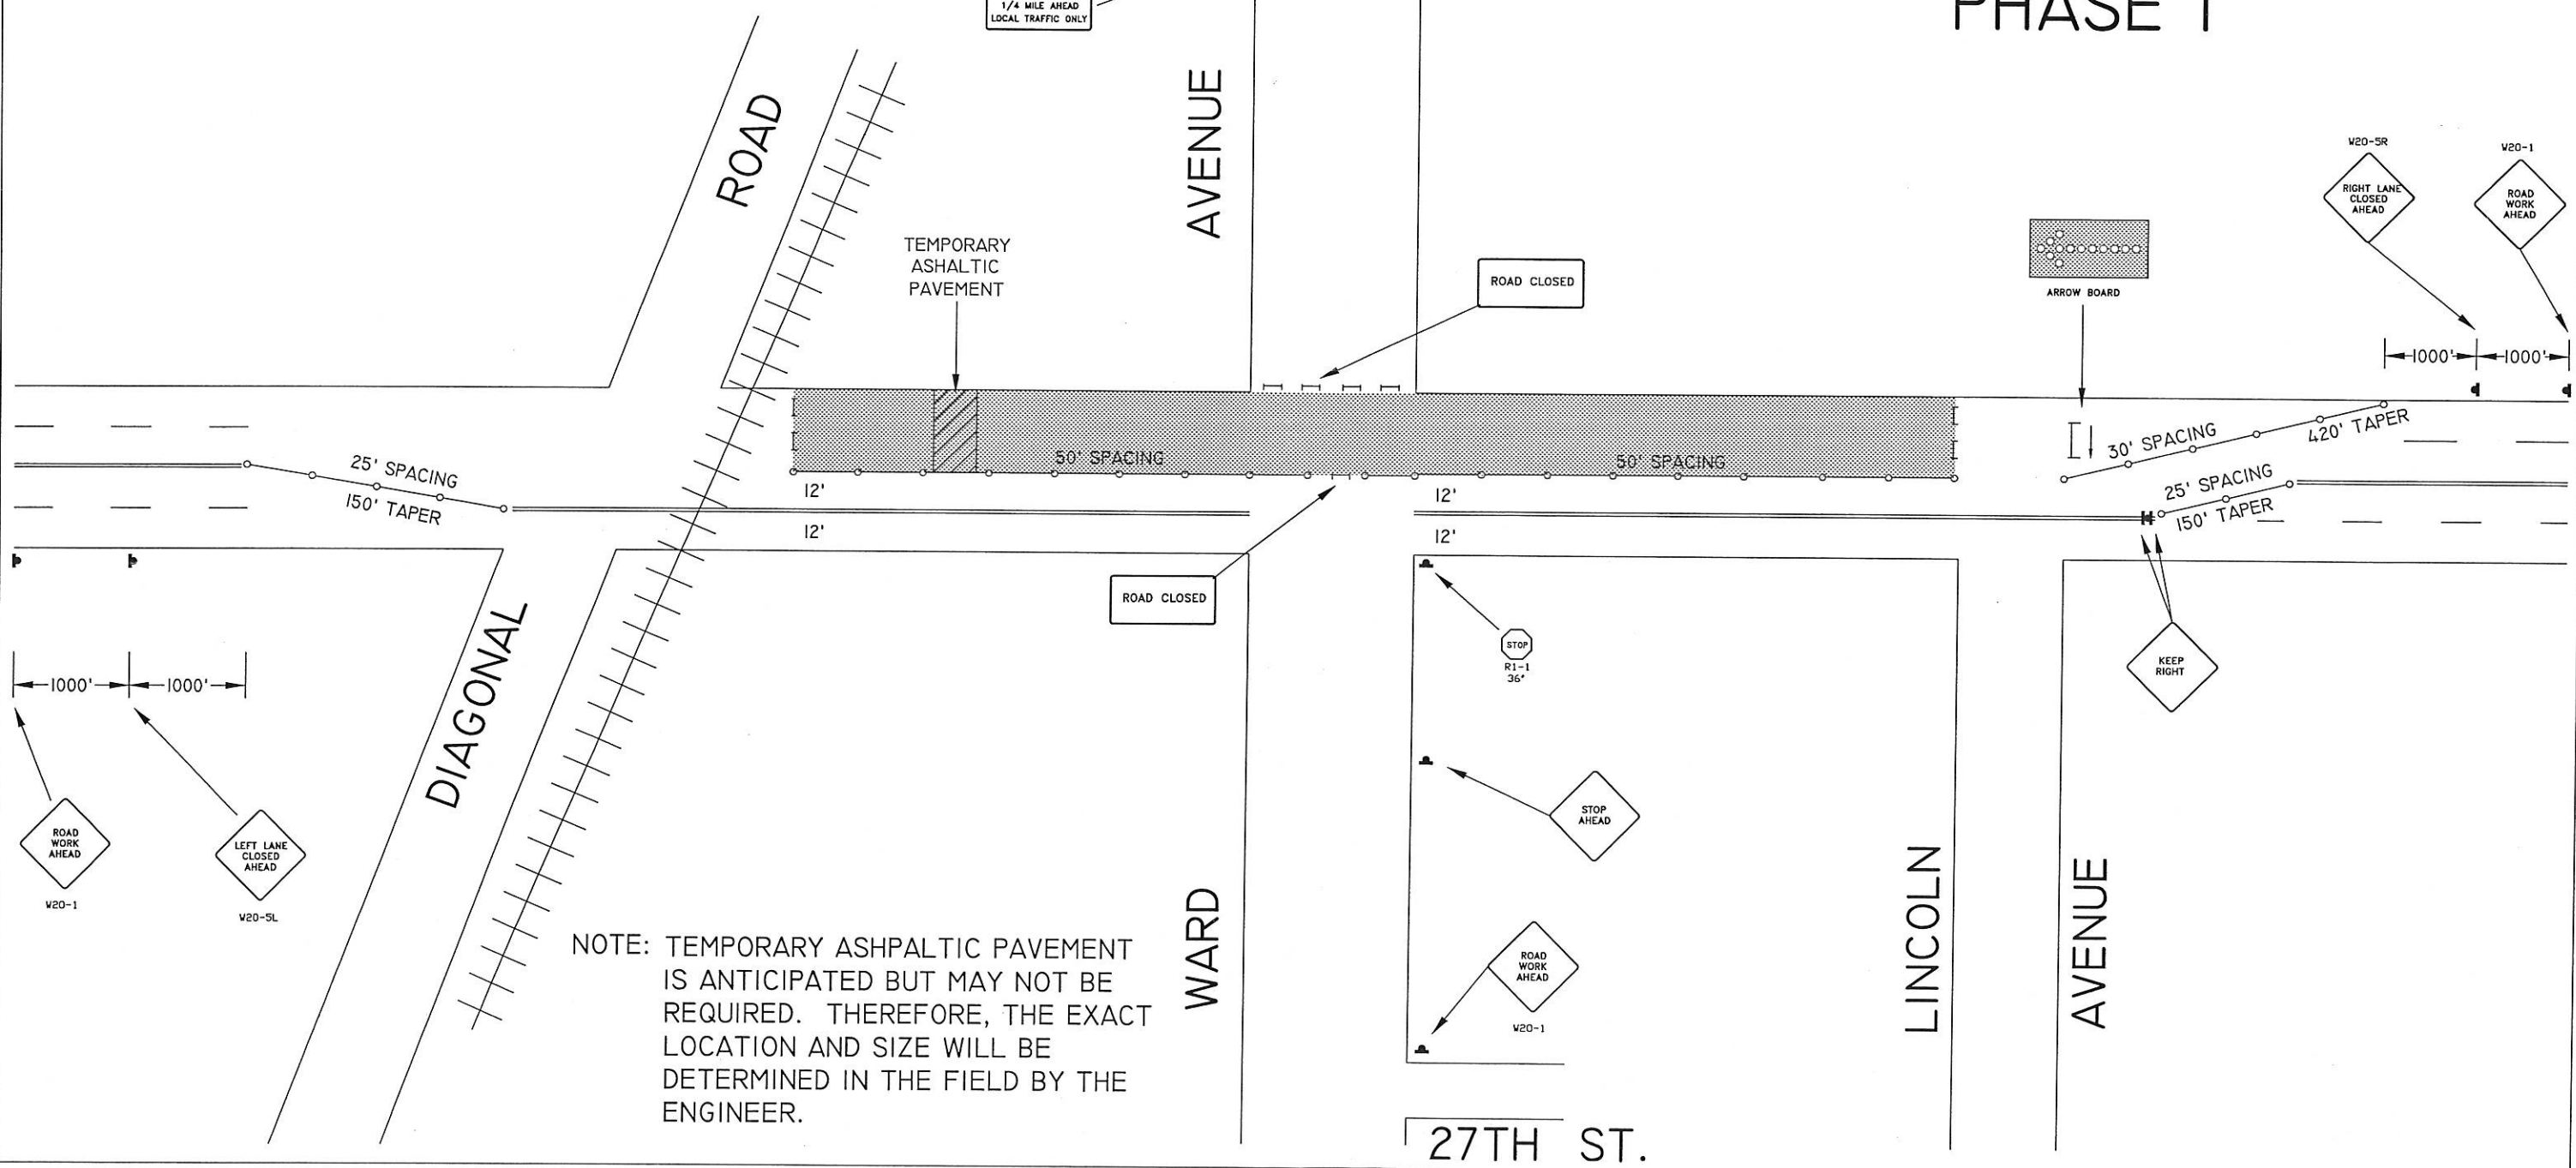 1/4 MILE AHEAD
LOCAL TRAFFIC ONLY
PHASE 1
ROAD
AVENUE
W20-5R
W20-1
RIGHT LANE
CLOSED
AHEAD
ROAD
WORK
AHEAD
TEMPORARY
ASHALTIC
PAVEMENT
ROAD CLOSED
ARROW BOARD
1000'
1000'
25' SPACING
150' TAPER
50' SPACING
50' SPACING
30' SPACING
420' TAPER
25' SPACING
150' TAPER
12'
12'
12'
12'
ROAD CLOSED
STOP
R1-1
36"
KEEP
RIGHT
1000'
1000'
DIAGONAL
ROAD
WORK
AHEAD
W20-1
LEFT LANE
CLOSED
AHEAD
W20-5L
STOP
AHEAD
ROAD
WORK
AHEAD
W20-1
WARD
LINCOLN
AVENUE
NOTE: TEMPORARY ASHPALTIC PAVEMENT
IS ANTICIPATED BUT MAY NOT BE
REQUIRED. THEREFORE, THE EXACT
LOCATION AND SIZE WILL BE
DETERMINED IN THE FIELD BY THE
ENGINEER.
27TH ST.